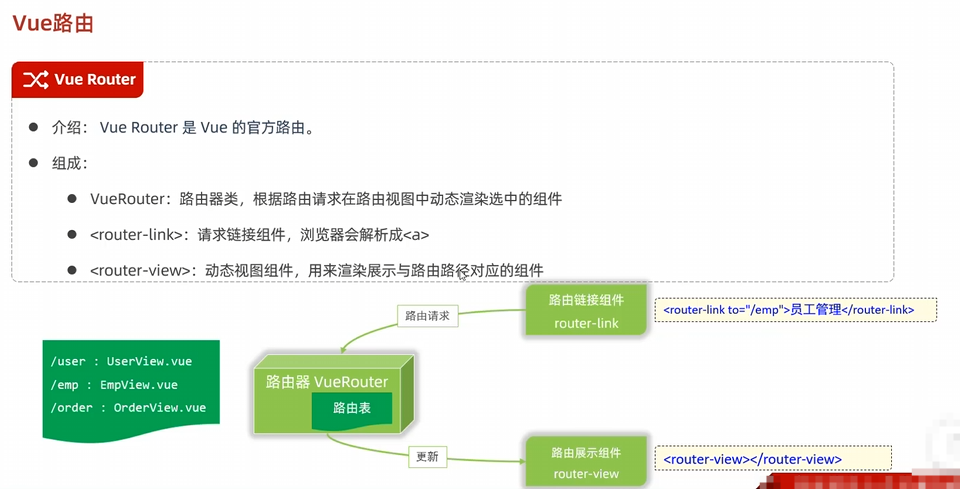 Vue路由
Vue Router
介绍： Vue Router 是 Vue 的官方路由。
组成：
VueRouter：路由器类，根据路由请求在路由视图中动态渲染选中的组件
<router-link>：请求链接组件，浏览器会解析成<a>
<router-view>：动态视图组件，用来渲染展示与路由路径对应的组件
路由链接组件
router-link
<router-link to="/emp">员工管理</router-link>
路由请求
/user : UserView.vue
/emp : EmpView.vue
/order : OrderView.vue
路由器 VueRouter
路由表
更新
路由展示组件
router-view
<router-view></router-view>